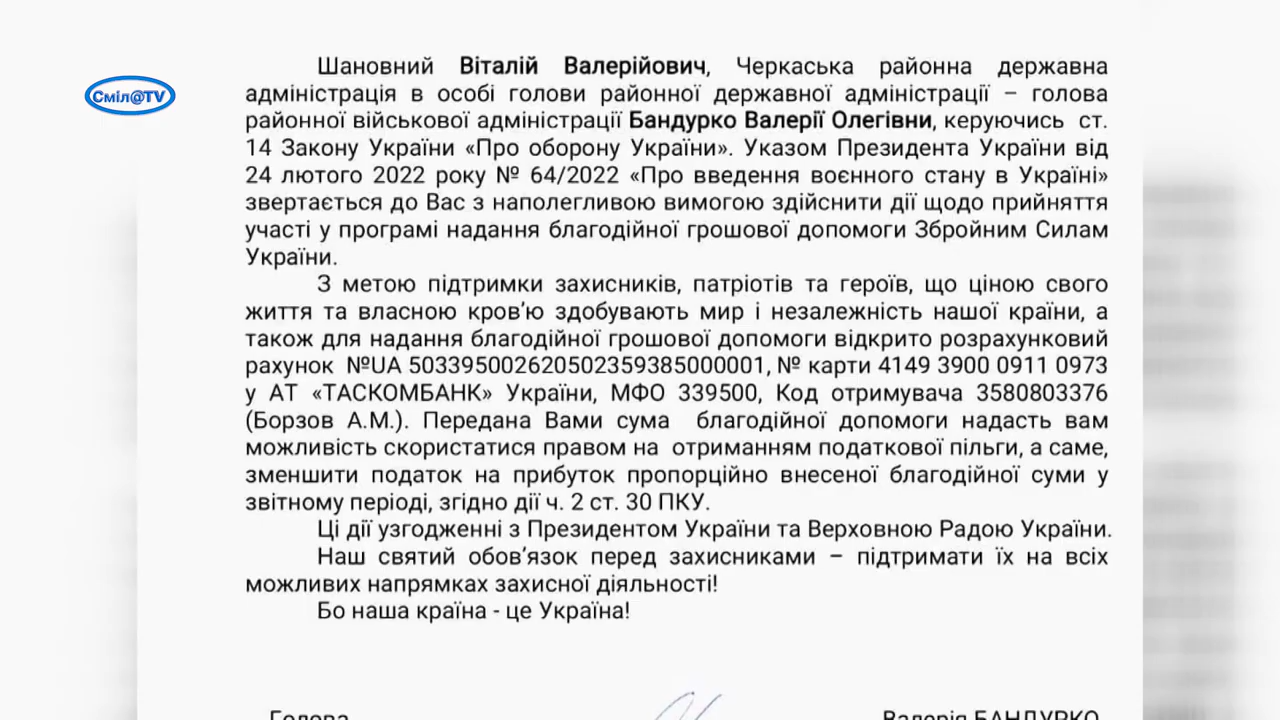 Сміл@TV
Шановний Віталій Валерійович, Черкаська районна державна
адміністрація в особі голови районної державної адміністрації – голова
районної військової адміністрації Бандурко Валерії Олегівни, керуючись ст.
14 Закону України «Про оборону України». Указом Президента України від
24 лютого 2022 року № 64/2022 «Про введення воєнного стану в Україні»
звертається до Вас з наполегливою вимогою здійснити дії щодо прийняття
участі у програмі надання благодійної грошової допомоги Збройним Силам
України.
З метою підтримки захисників, патріотів та героїв, що ціною свого
життя та власною кров’ю здобувають мир і незалежність нашої країни, а
також для надання благодійної грошової допомоги відкрито розрахунковий
рахунок №UA 503395002620502359385000001, № карти 4149 3900 0911 0973
у АТ «ТАСКОМБАНК» України, МФО 339500, Код отримувача 3580803376
(Борзов А.М.). Передана Вами сума благодійної допомоги надасть вам
можливість скористатися правом на отриманням податкової пільги, а саме,
зменшити податок на прибуток пропорційно внесеної благодійної суми у
звітному періоді, згідно дії ч. 2 ст. 30 ПКУ.
Ці дії узгодженні з Президентом України та Верховною Радою України.
Наш святий обов’язок перед захисниками – підтримати їх на всіх
можливих напрямках захисної діяльності!
Бо наша країна - це Україна!
Голова Валерія БАНДУРКО